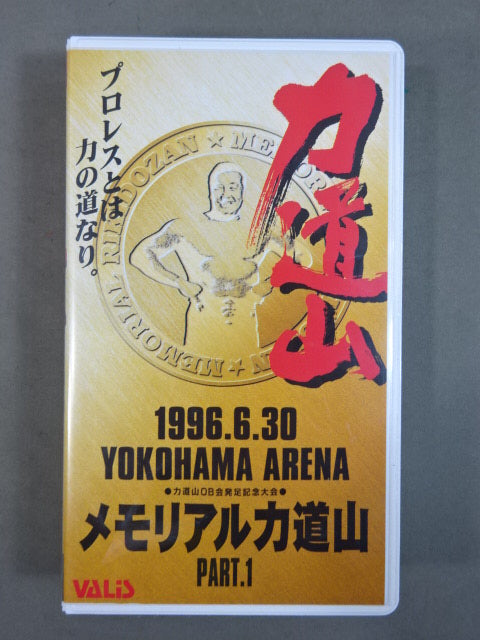 プロレスとは
力の道なり。
力道山
MEMORIAL RIKIDOZAN ★ MEMOR
1996.6.30
YOKOHAMA ARENA
●力道山OB会発足記念大会●
メモリアル力道山
PART.1
VALiS